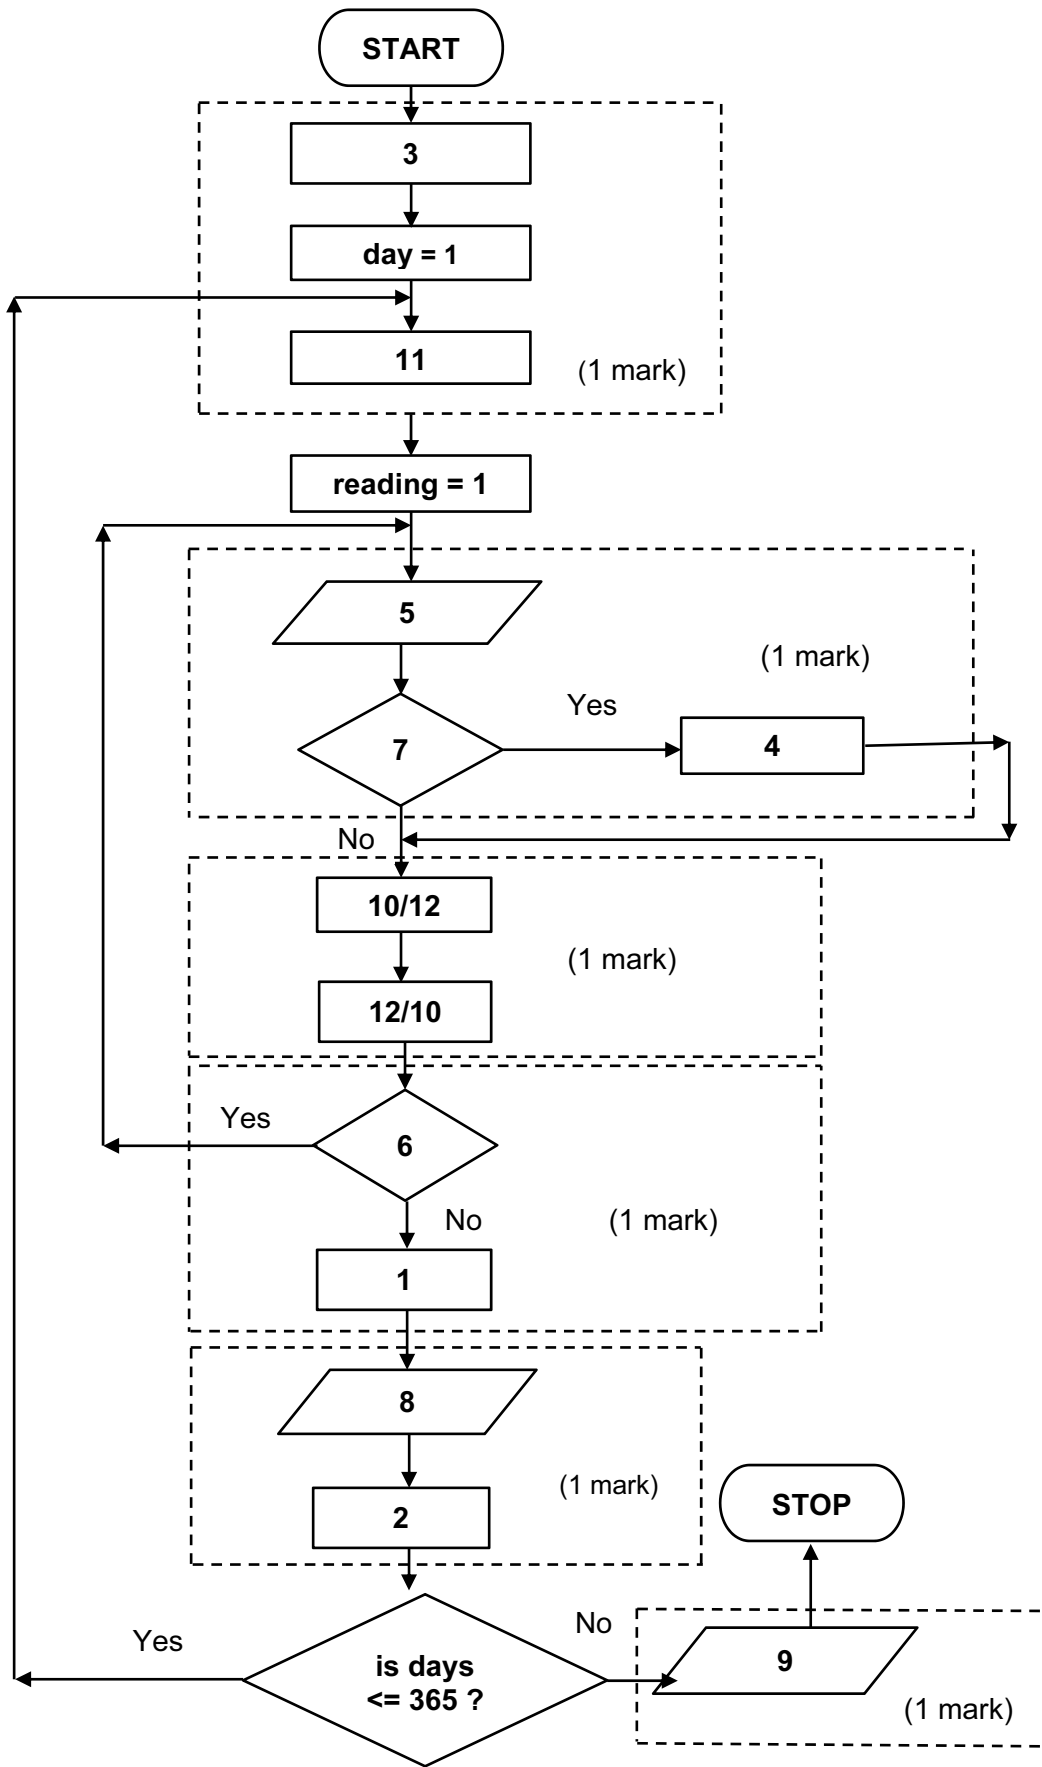 START
3
day = 1
11
(1 mark)
reading = 1
5
(1 mark)
Yes
7
4
No
10/12
(1 mark)
12/10
Yes
6
No
(1 mark)
1
8
(1 mark)
STOP
2
No
Yes
is days
<= 365 ?
9
(1 mark)